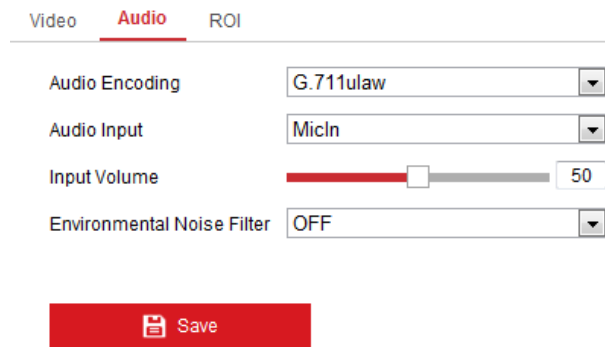 Video Audio ROI
Audio Encoding G.711ulaw
Audio Input MicIn
Input Volume 50
Environmental Noise Filter OFF
Save